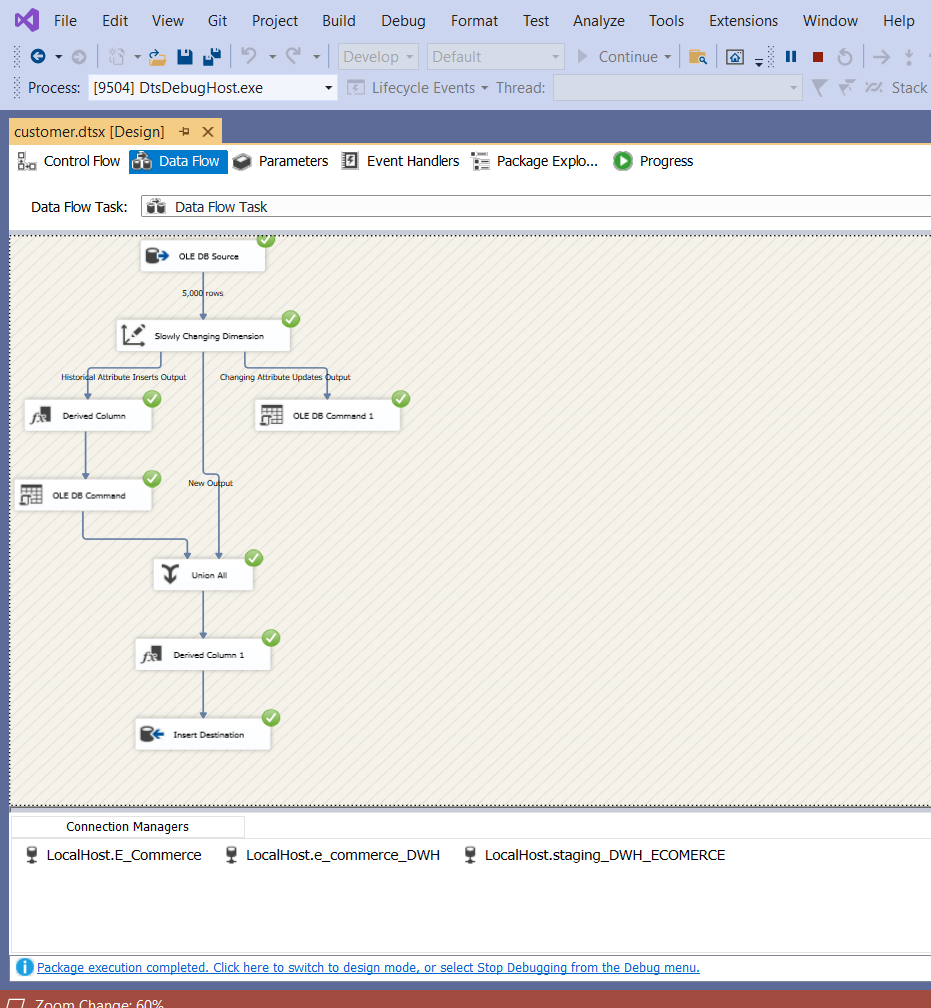 File Edit View Git Project Build Debug Format Test Analyze Tools Extensions Window Help
Develop Default Continue
Process: [9504] DtsDebugHost.exe Lifecycle Events Thread: Stack
customer.dtsx [Design]
Control Flow Data Flow Parameters Event Handlers Package Explo... Progress
Data Flow Task: Data Flow Task
OLE DB Source
5,000 rows
Slowly Changing Dimension
Historical Attribute Inserts Output Changing Attribute Updates Output
Derived Column OLE DB Command 1
New Output
OLE DB Command
Union All
Derived Column 1
Insert Destination
Connection Managers
LocalHost.E_Commerce LocalHost.e_commerce_DWH LocalHost.staging_DWH_ECOMERCE
Package execution completed. Click here to switch to design mode, or select Stop Debugging from the Debug menu.
Zoom Change: 60%